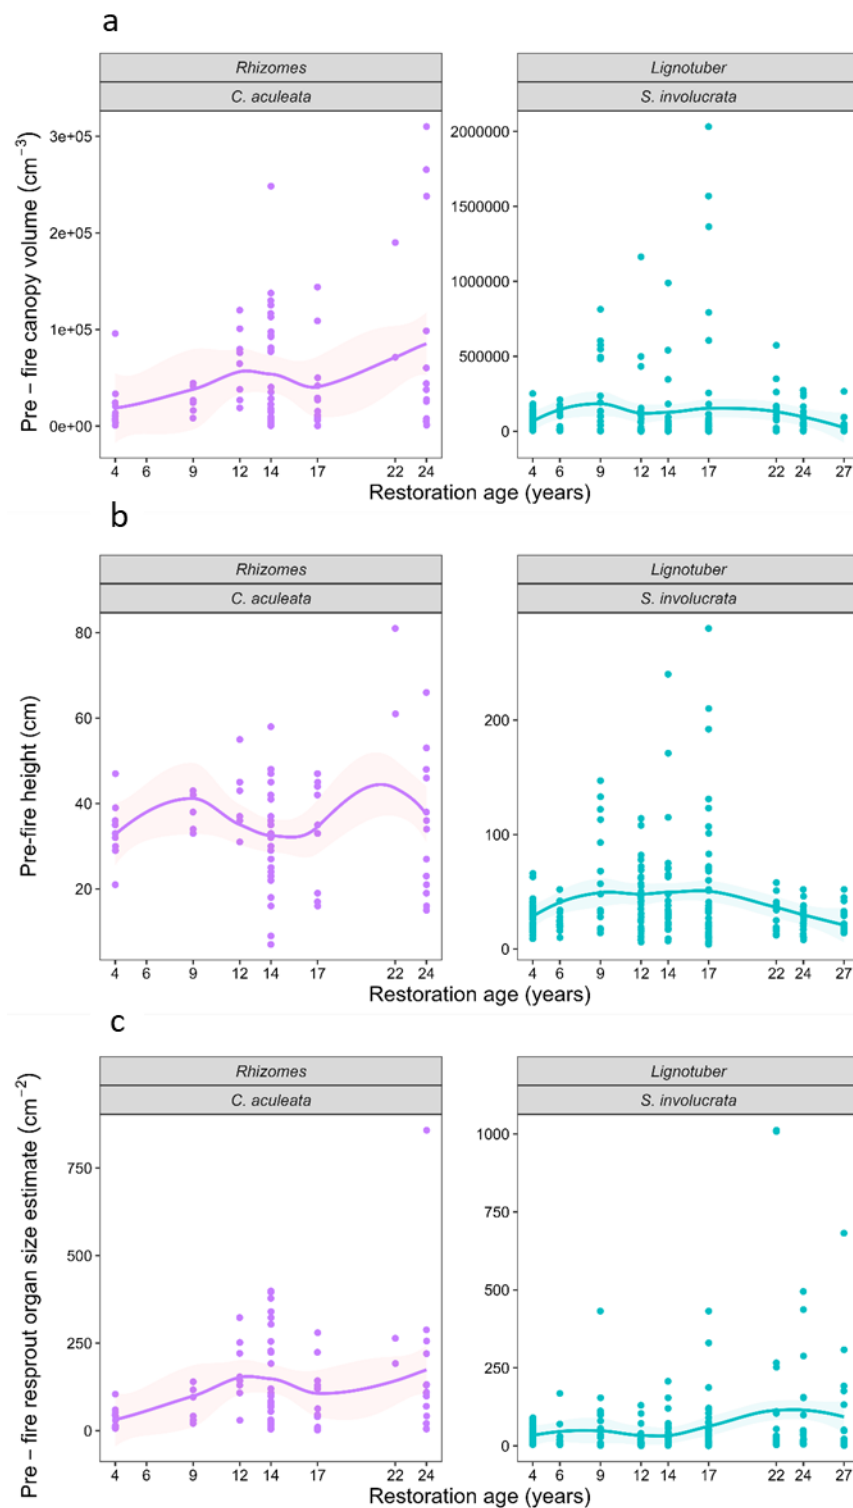 a
Rhizomes
C. aculeata
Lignotuber
S. involucrata
Pre – fire canopy volume (cm⁻³)
3e+05
2e+05
1e+05
0e+00
2000000
1500000
1000000
500000
0
4 6 9 12 14 17 22 24
4 6 9 12 14 17 22 24 27
Restoration age (years)
b
Rhizomes
C. aculeata
Lignotuber
S. involucrata
Pre-fire height (cm)
80
60
40
20
200
100
0
4 6 9 12 14 17 22 24
4 6 9 12 14 17 22 24 27
Restoration age (years)
c
Rhizomes
C. aculeata
Lignotuber
S. involucrata
Pre – fire resprout organ size estimate (cm⁻²)
750
500
250
0
1000
750
500
250
0
4 6 9 12 14 17 22 24
4 6 9 12 14 17 22 24 27
Restoration age (years)